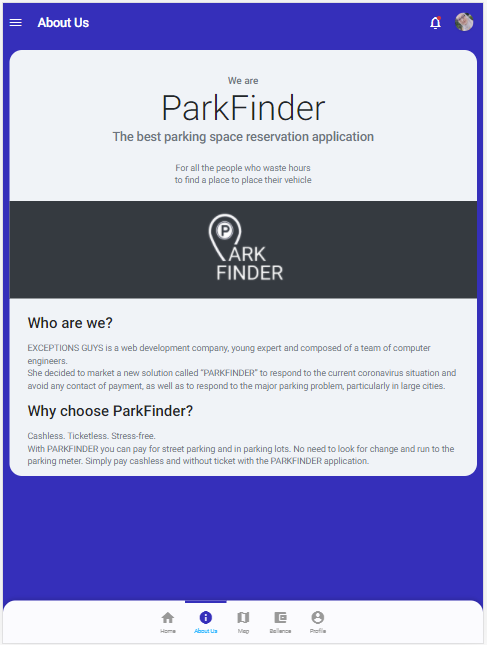 About Us
We are
ParkFinder
The best parking space reservation application
For all the people who waste hours
to find a place to place their vehicle
P
ARK
FINDER
Who are we?
EXCEPTIONS GUYS is a web development company, young expert and composed of a team of computer
engineers.
She decided to market a new solution called “PARKFINDER” to respond to the current coronavirus situation and
avoid any contact of payment, as well as to respond to the major parking problem, particularly in large cities.
Why choose ParkFinder?
Cashless. Ticketless. Stress-free.
With PARKFINDER you can pay for street parking and in parking lots. No need to look for change and run to the
parking meter. Simply pay cashless and without ticket with the PARKFINDER application.
Home About Us Map Ballance Profile